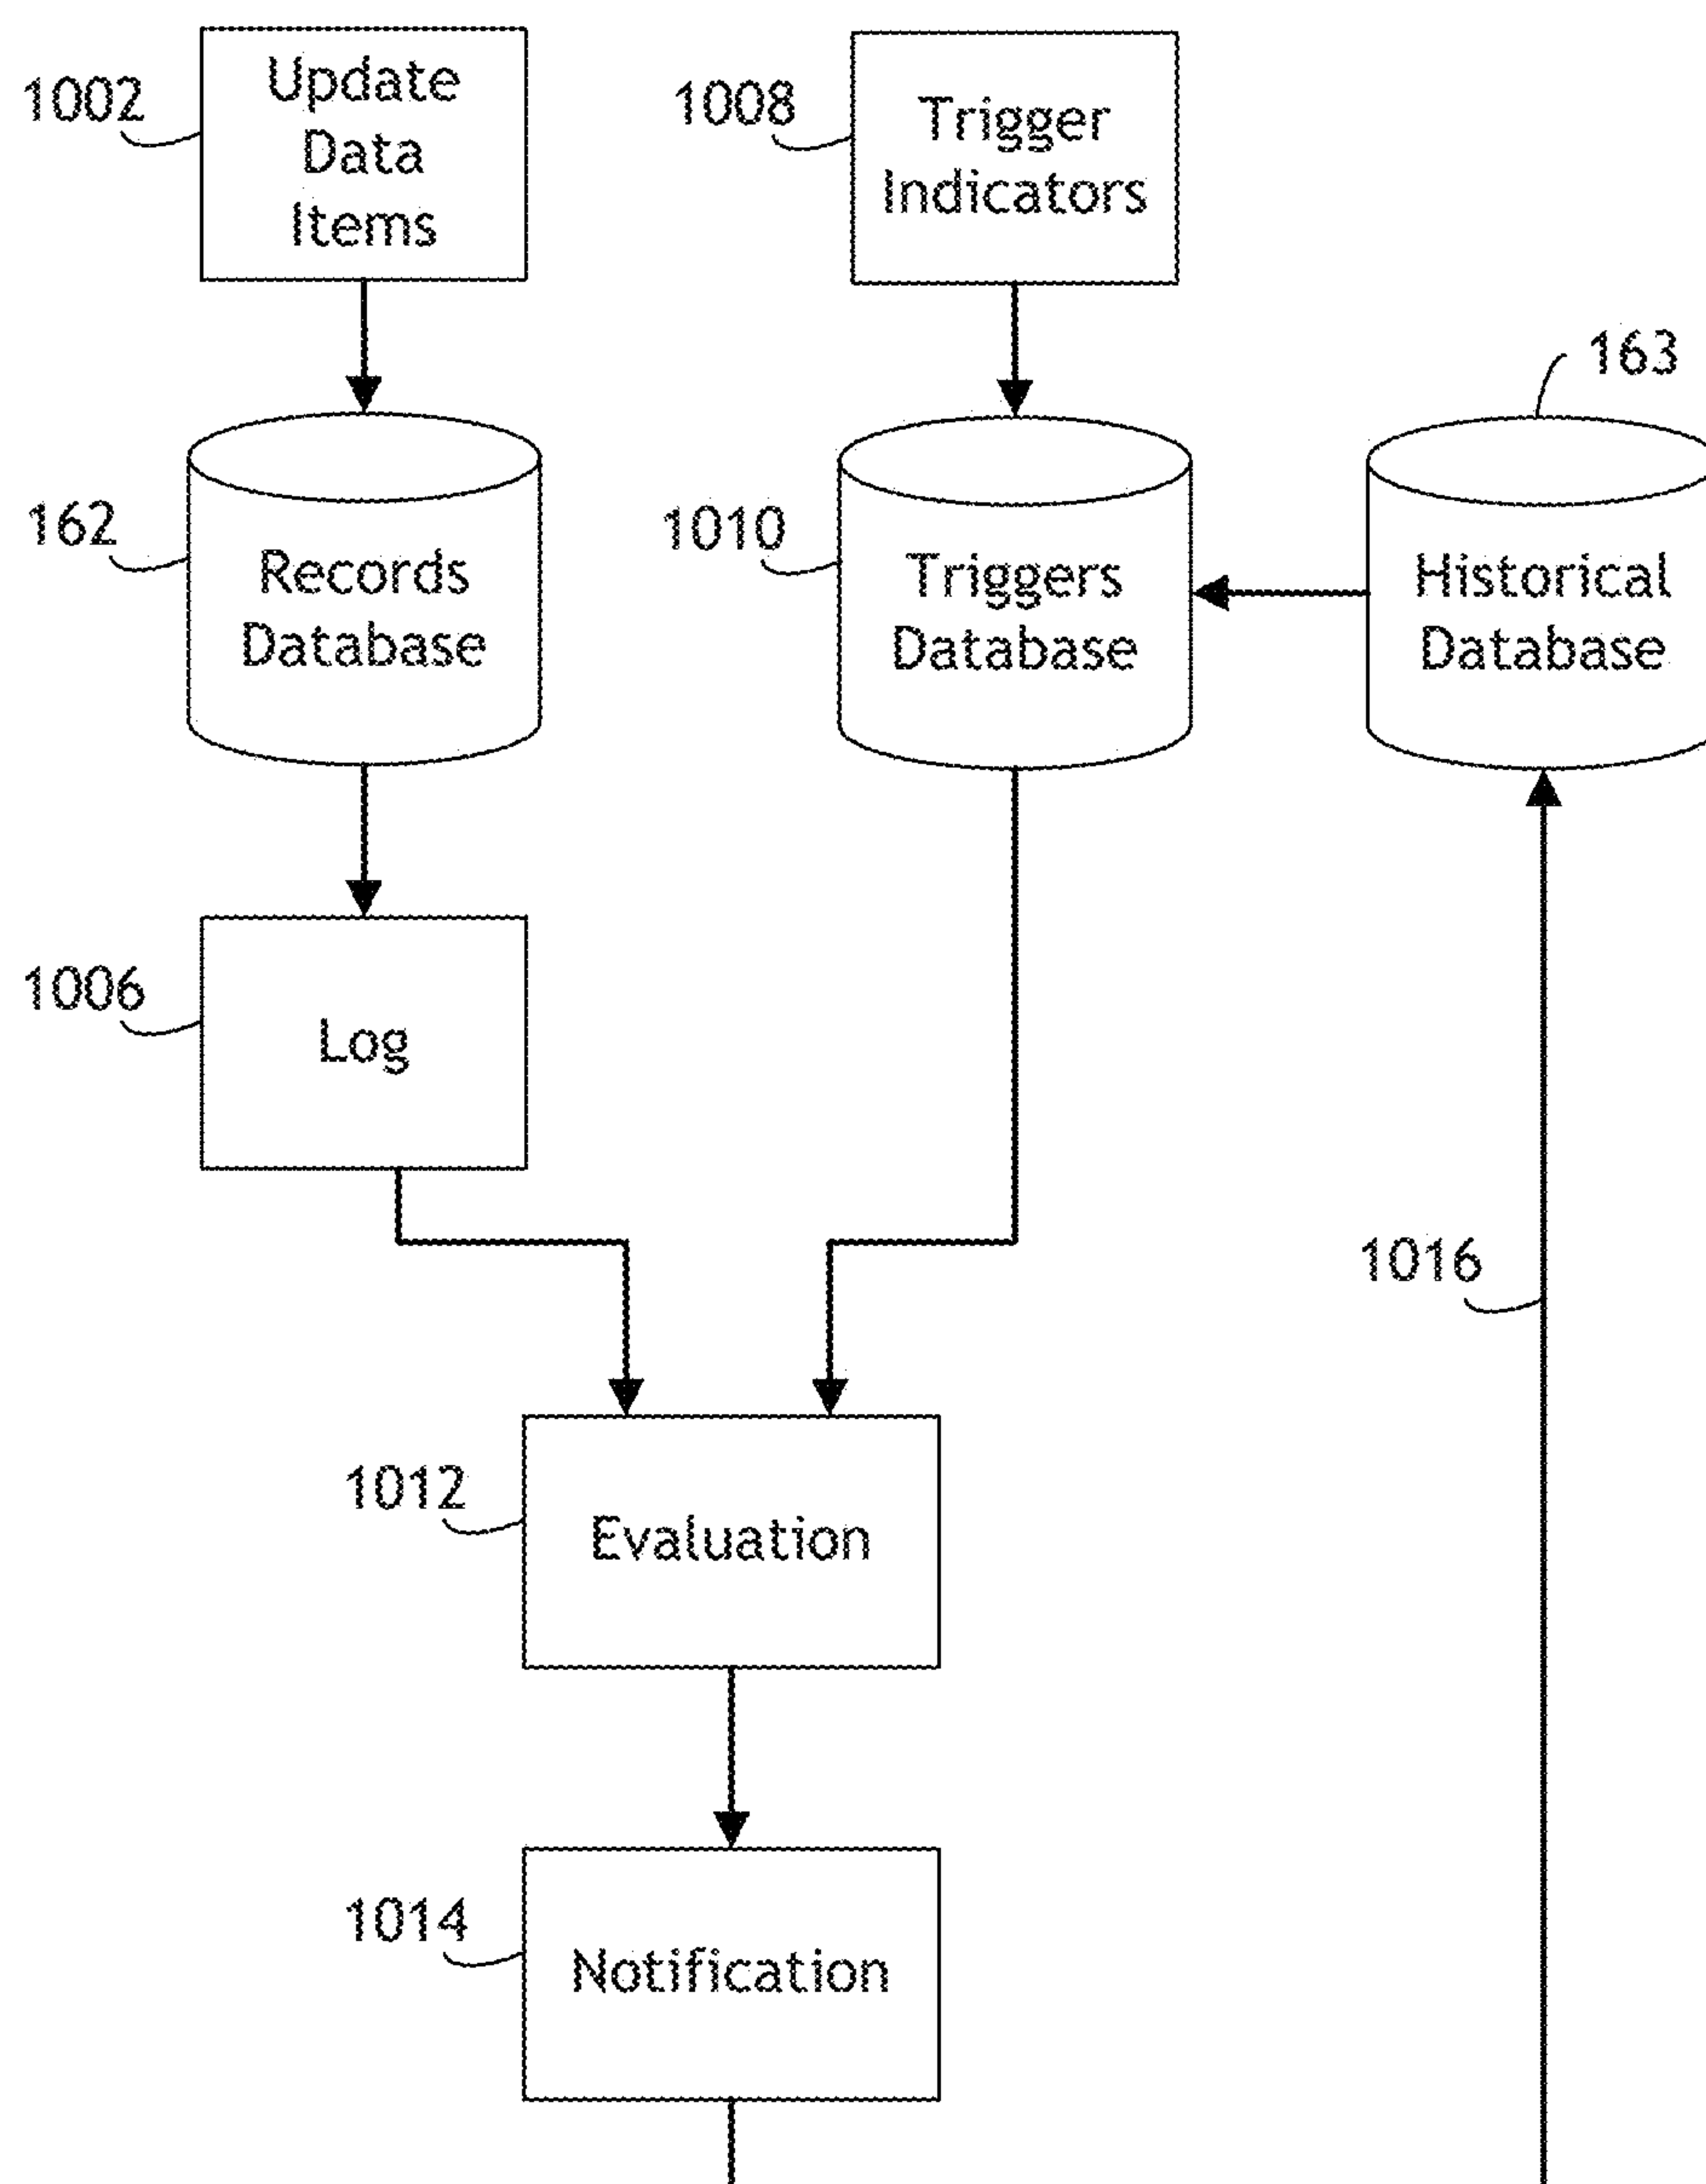 1002
Update
Data
Items
1008
Trigger
Indicators
163
162
Records
Database
1010
Triggers
Database
Historical
Database
1006
Log
1016
1012
Evaluation
1014
Notification